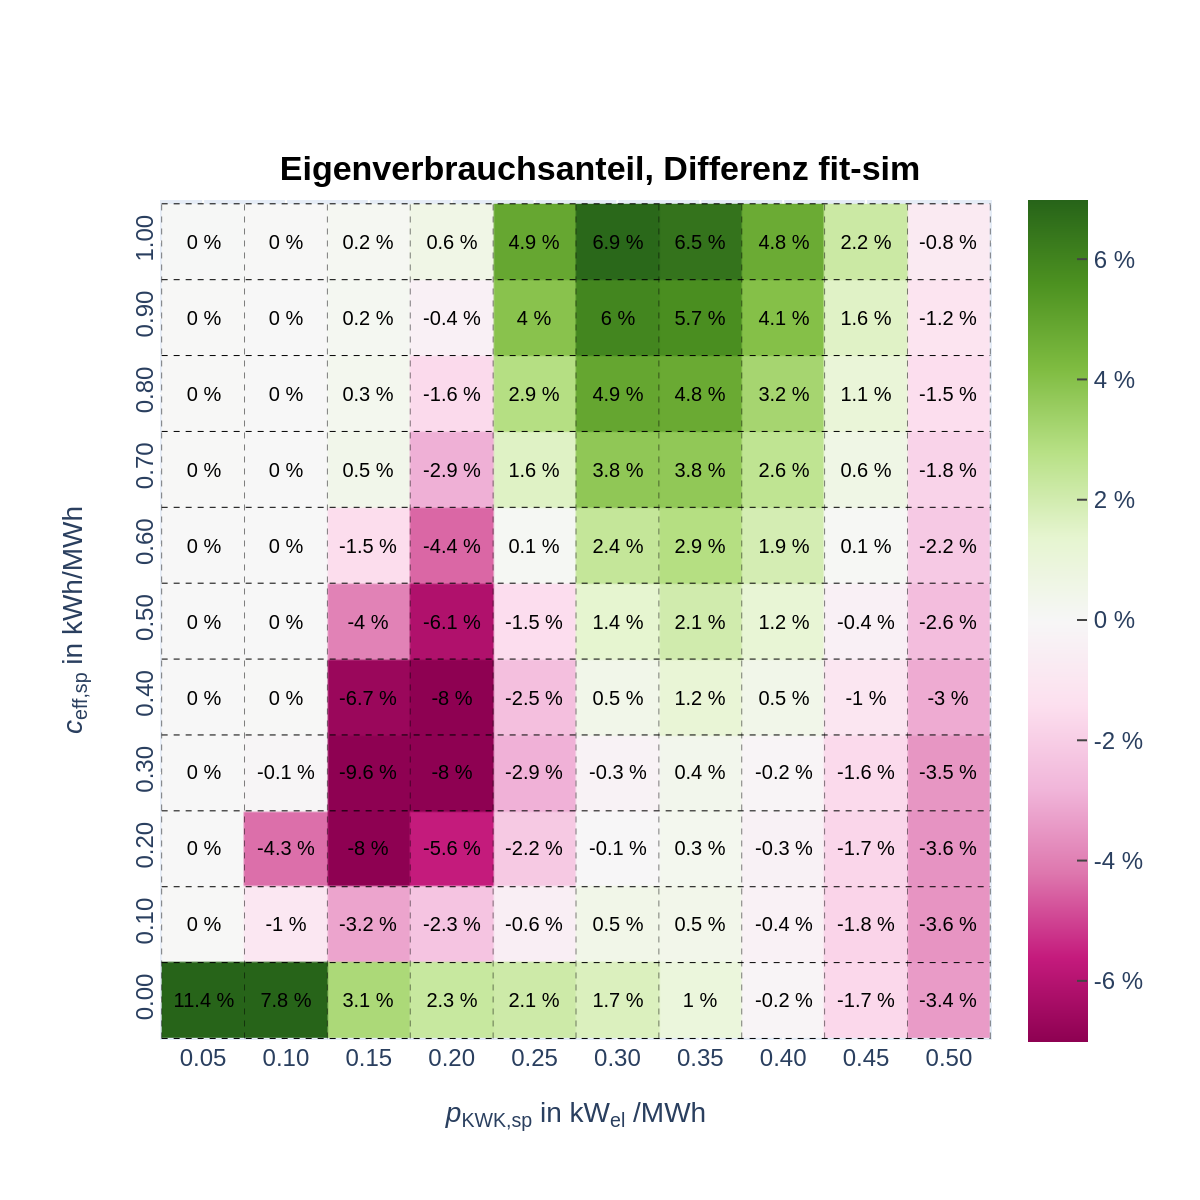 Eigenverbrauchsanteil, Differenz fit-sim
1.00 0 % 0 % 0.2 % 0.6 % 4.9 % 6.9 % 6.5 % 4.8 % 2.2 % -0.8 %
0.90 0 % 0 % 0.2 % -0.4 % 4 % 6 % 5.7 % 4.1 % 1.6 % -1.2 %
0.80 0 % 0 % 0.3 % -1.6 % 2.9 % 4.9 % 4.8 % 3.2 % 1.1 % -1.5 %
0.70 0 % 0 % 0.5 % -2.9 % 1.6 % 3.8 % 3.8 % 2.6 % 0.6 % -1.8 %
0.60 0 % 0 % -1.5 % -4.4 % 0.1 % 2.4 % 2.9 % 1.9 % 0.1 % -2.2 %
0.50 0 % 0 % -4 % -6.1 % -1.5 % 1.4 % 2.1 % 1.2 % -0.4 % -2.6 %
0.40 0 % 0 % -6.7 % -8 % -2.5 % 0.5 % 1.2 % 0.5 % -1 % -3 %
0.30 0 % -0.1 % -9.6 % -8 % -2.9 % -0.3 % 0.4 % -0.2 % -1.6 % -3.5 %
0.20 0 % -4.3 % -8 % -5.6 % -2.2 % -0.1 % 0.3 % -0.3 % -1.7 % -3.6 %
0.10 0 % -1 % -3.2 % -2.3 % -0.6 % 0.5 % 0.5 % -0.4 % -1.8 % -3.6 %
0.00 11.4 % 7.8 % 3.1 % 2.3 % 2.1 % 1.7 % 1 % -0.2 % -1.7 % -3.4 %
0.05 0.10 0.15 0.20 0.25 0.30 0.35 0.40 0.45 0.50
p_KWK,sp in kW_el /MWh
c_eff,sp in kWh/MWh
6 %
4 %
2 %
0 %
-2 %
-4 %
-6 %